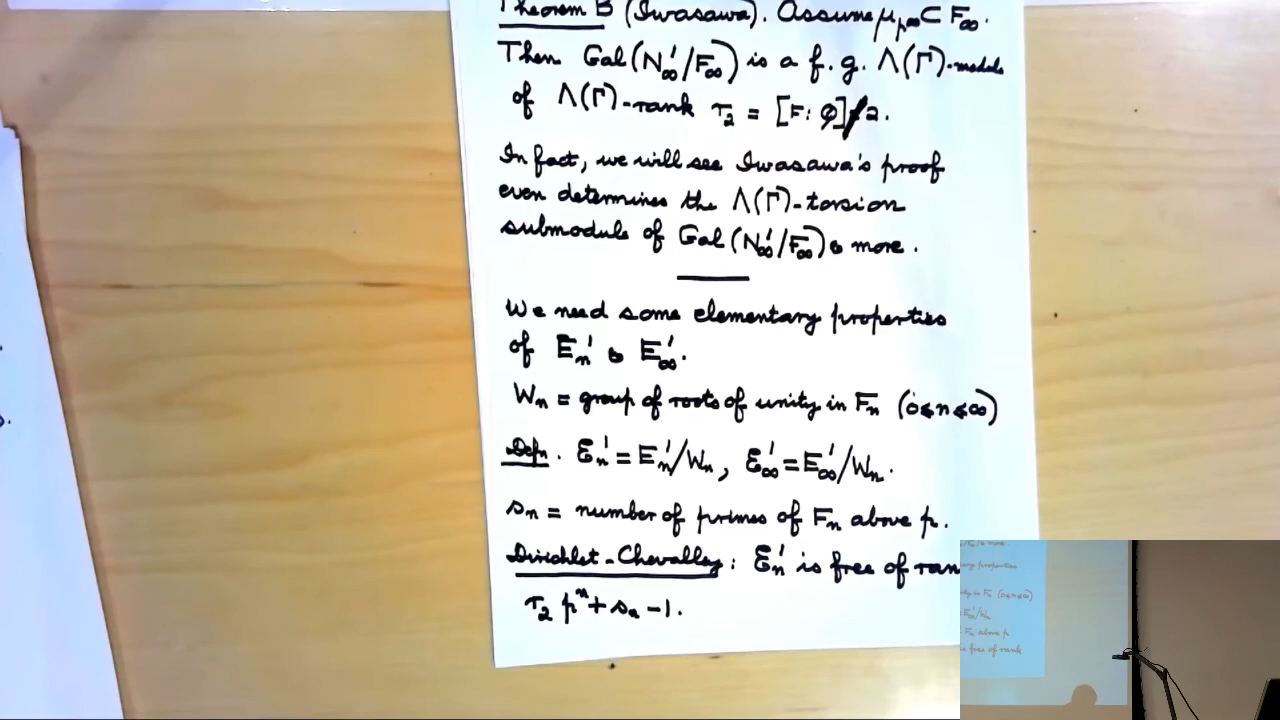 Theorem B (Iwasawa). Assume μ_{p^∞} ⊂ F_∞.
Then Gal(N'_∞/F_∞) is a f.g. Λ(Γ)-module
of Λ(Γ)-rank r_2 = [F:Q]/2.
In fact, we will see Iwasawa's proof
even determines the Λ(Γ)-torsion
submodule of Gal(N'_∞/F_∞) & more.
We need some elementary properties
of E'_n & E'_∞.
W_n = group of roots of unity in F_n (0≤n≤∞)
Defn. ℰ'_n = E'_n/W_n, ℰ'_∞ = E'_∞/W_n.
s_n = number of primes of F_n above p.
Dirichlet-Chevalley: ℰ'_n is free of ran
r_2 p^n + s_n - 1.